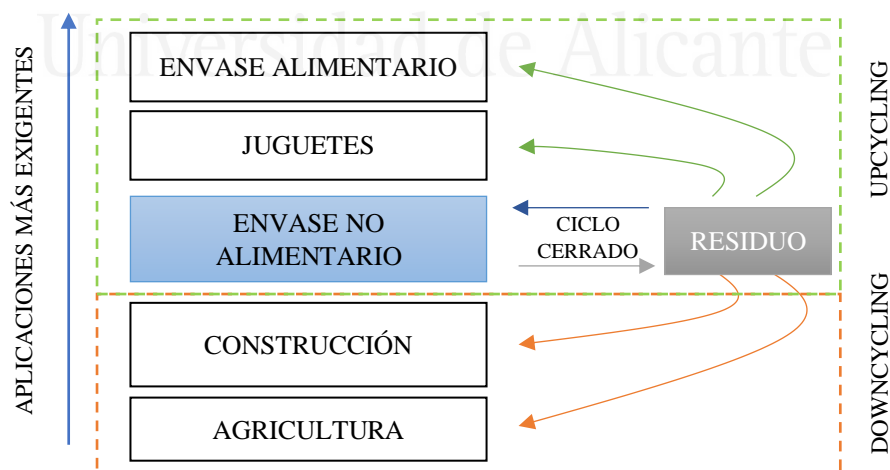 Universidad de Alicante
APLICACIONES MÁS EXIGENTES
ENVASE ALIMENTARIO
JUGUETES
ENVASE NO
ALIMENTARIO
CICLO
CERRADO
RESIDUO
CONSTRUCCIÓN
AGRICULTURA
UPCYCLING
DOWNCYCLING